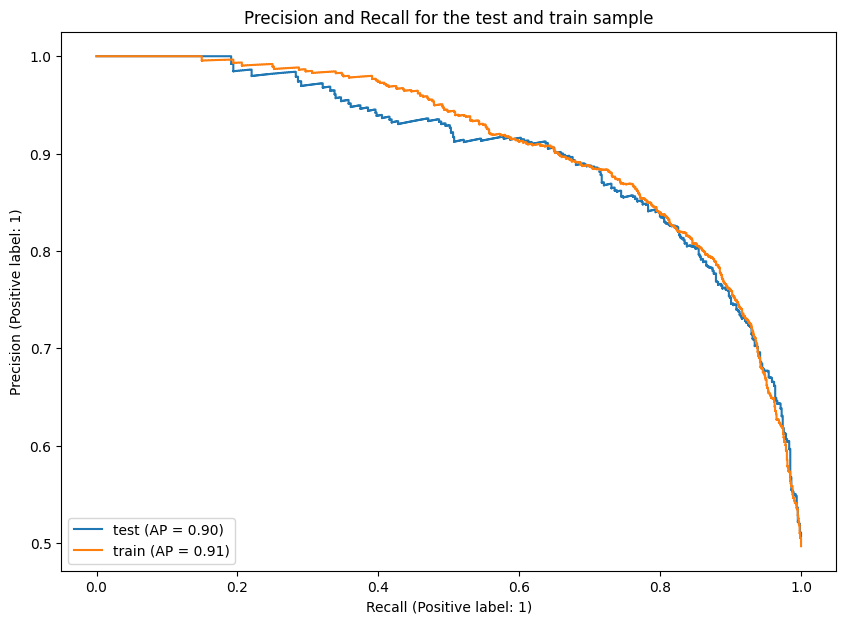 Precision and Recall for the test and train sample
1.0
0.9
0.8
0.7
0.6
0.5
Precision (Positive label: 1)
test (AP = 0.90)
train (AP = 0.91)
0.0 0.2 0.4 0.6 0.8 1.0
Recall (Positive label: 1)